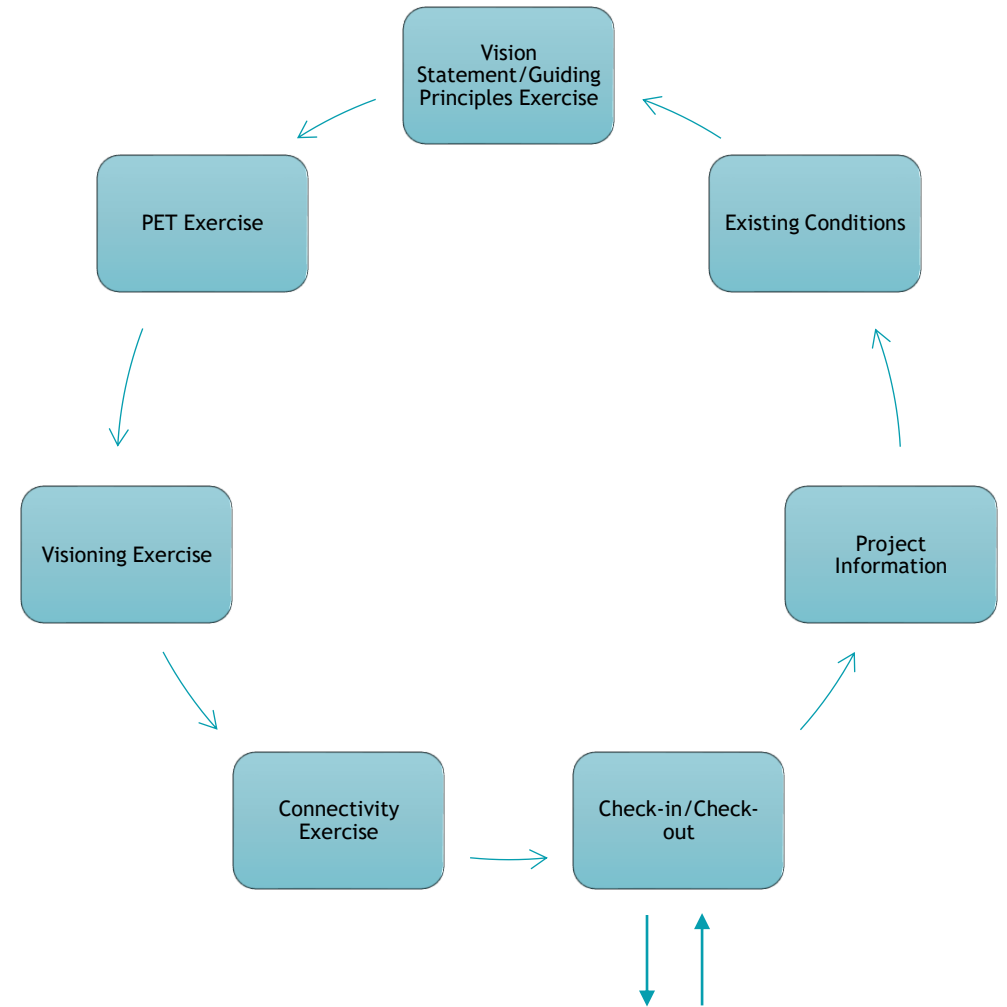 Vision
Statement/Guiding
Principles Exercise
PET Exercise
Existing Conditions
Visioning Exercise
Project
Information
Connectivity
Exercise
Check-in/Check-
out